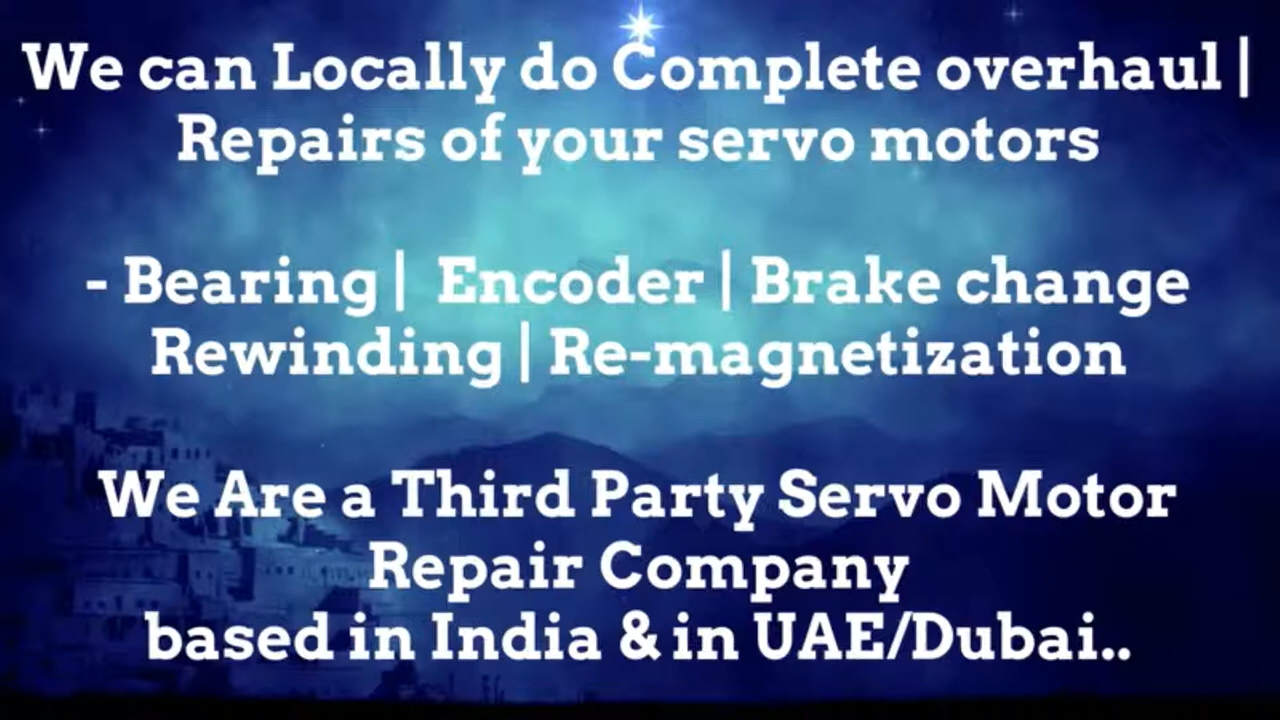 We can Locally do Complete overhaul |
Repairs of your servo motors
- Bearing | Encoder | Brake change
Rewinding | Re-magnetization
We Are a Third Party Servo Motor
Repair Company
based in India & in UAE/Dubai..